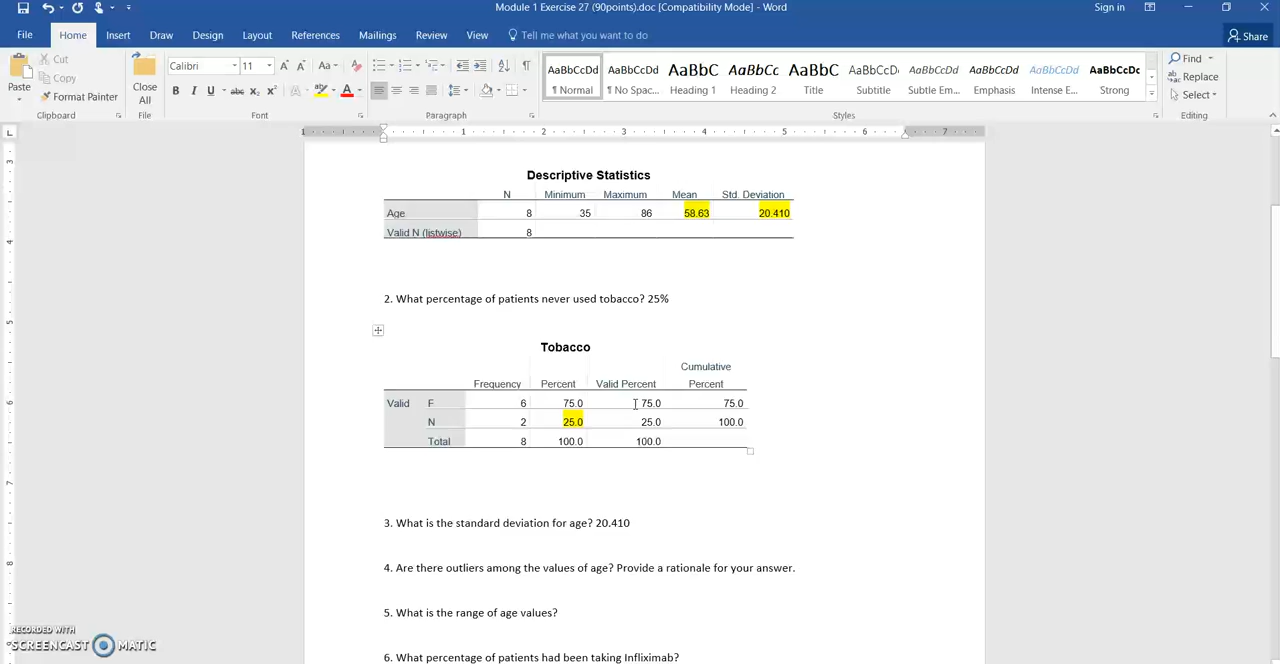 Module 1 Exercise 27 (90points).doc [Compatibility Mode] - Word
Sign in
File Home Insert Draw Design Layout References Mailings Review View Tell me what you want to do Share
Paste Cut Copy Format Painter Clipboard
Close All File
Calibri 11 Font
Paragraph
AaBbCcDd AaBbCcDd AaBbC AaBbCc AaBbC AaBbCcD AaBbCcDd AaBbCcDd AaBbCcDd AaBbCcDc
¶ Normal ¶ No Spac... Heading 1 Heading 2 Title Subtitle Subtle Em... Emphasis Intense E... Strong
Styles
Find Replace Select Editing
1 1 2 3 4 5 6 7
Descriptive Statistics
N Minimum Maximum Mean Std. Deviation
Age 8 35 86 58.63 20.410
Valid N (listwise) 8
2. What percentage of patients never used tobacco? 25%
Tobacco
Frequency Percent Valid Percent Cumulative Percent
Valid F 6 75.0 75.0 75.0
N 2 25.0 25.0 100.0
Total 8 100.0 100.0
3. What is the standard deviation for age? 20.410
4. Are there outliers among the values of age? Provide a rationale for your answer.
5. What is the range of age values?
6. What percentage of patients had been taking Infliximab?
RECORDED WITH
SCREENCAST MATIC